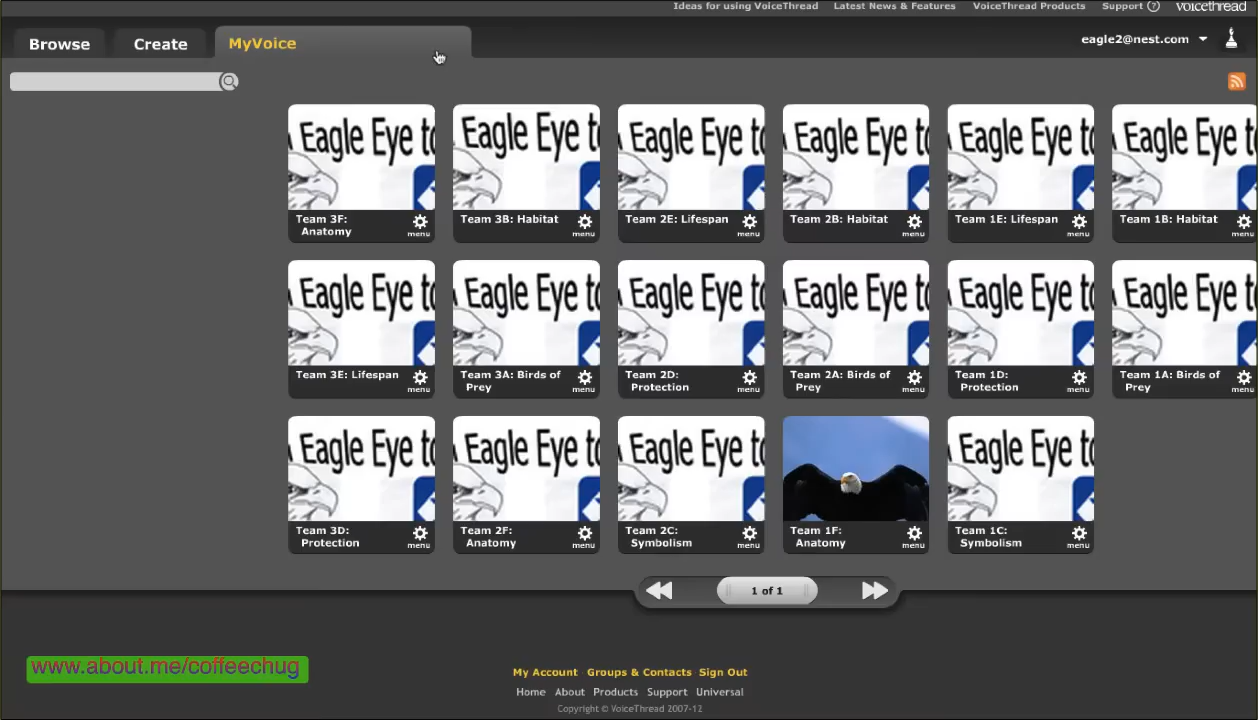 Ideas for using VoiceThread Latest News & Features VoiceThread Products Support ? voicethread
Browse Create MyVoice eagle2@nest.com
Eagle Eye to Eagle Eye to Eagle Eye to Eagle Eye to Eagle Eye to Eagle Eye to
Team 3F: Anatomy
menu
Team 3B: Habitat
menu
Team 2E: Lifespan
menu
Team 2B: Habitat
menu
Team 1E: Lifespan
menu
Team 1B: Habitat
menu
Eagle Eye to Eagle Eye to Eagle Eye to Eagle Eye to Eagle Eye to Eagle Eye to
Team 3E: Lifespan
menu
Team 3A: Birds of Prey
menu
Team 2D: Protection
menu
Team 2A: Birds of Prey
menu
Team 1D: Protection
menu
Team 1A: Birds of Prey
menu
Eagle Eye to Eagle Eye to Eagle Eye to Eagle Eye to
Team 3D: Protection
menu
Team 2F: Anatomy
menu
Team 2C: Symbolism
menu
Team 1F: Anatomy
menu
Team 1C: Symbolism
menu
1 of 1
www.about.me/coffeechug
My Account Groups & Contacts Sign Out
Home About Products Support Universal
Copyright © VoiceThread 2007-12